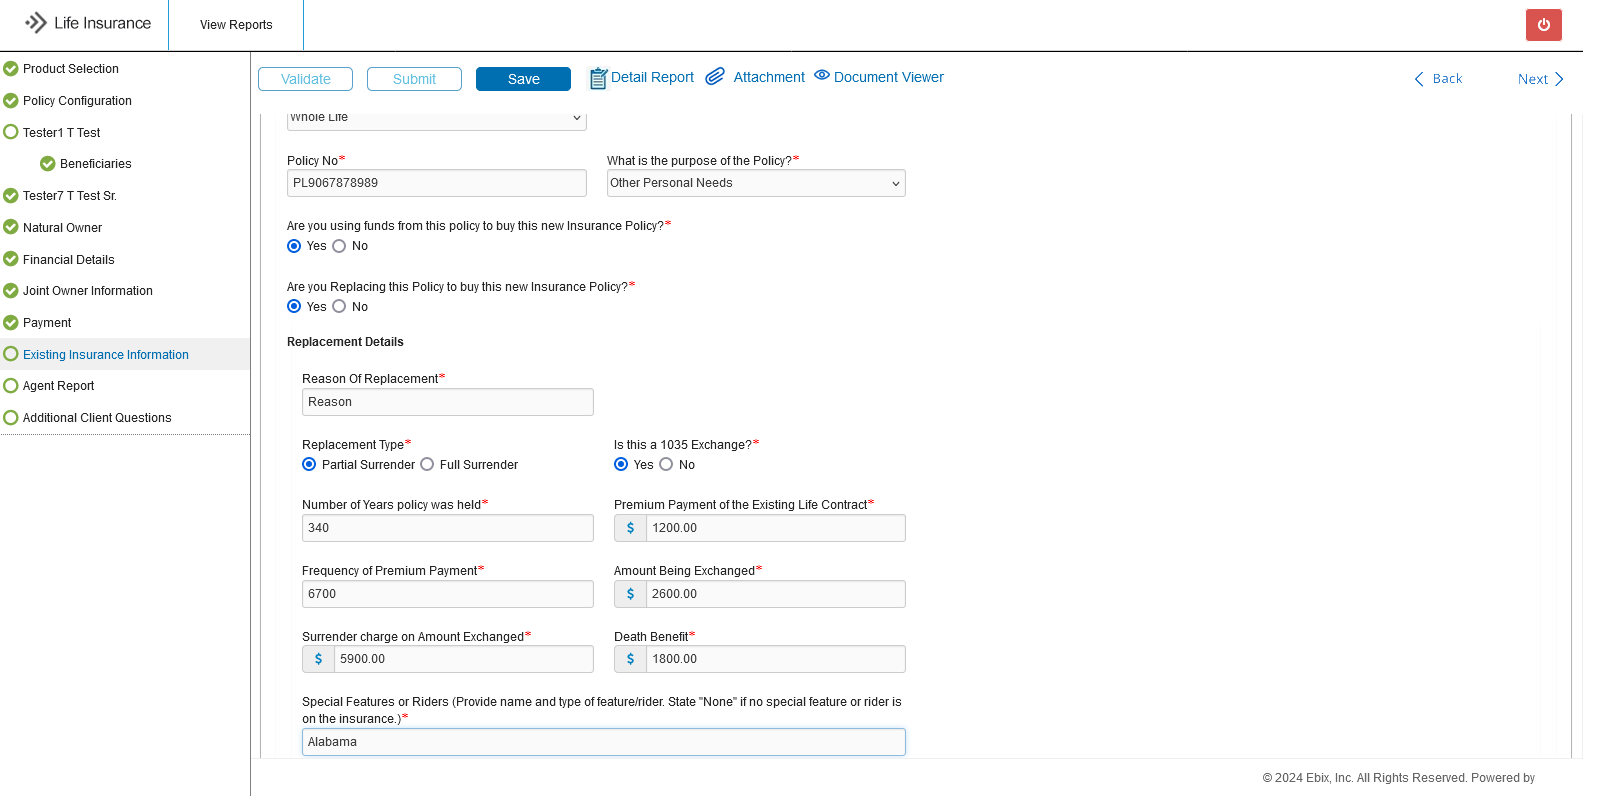 Life Insurance
View Reports
Product Selection
Policy Configuration
Tester1 T Test
Beneficiaries
Tester7 T Test Sr.
Natural Owner
Financial Details
Joint Owner Information
Payment
Existing Insurance Information
Agent Report
Additional Client Questions
Validate Submit Save Detail Report Attachment Document Viewer Back Next
Whole Life
Policy No* What is the purpose of the Policy?*
PL9067878989 Other Personal Needs
Are you using funds from this policy to buy this new Insurance Policy?*
Yes No
Are you Replacing this Policy to buy this new Insurance Policy?*
Yes No
Replacement Details
Reason Of Replacement*
Reason
Replacement Type* Is this a 1035 Exchange?*
Partial Surrender Full Surrender Yes No
Number of Years policy was held* Premium Payment of the Existing Life Contract*
340 $ 1200.00
Frequency of Premium Payment* Amount Being Exchanged*
6700 $ 2600.00
Surrender charge on Amount Exchanged* Death Benefit*
$ 5900.00 $ 1800.00
Special Features or Riders (Provide name and type of feature/rider. State "None" if no special feature or rider is
on the insurance.)*
Alabama
© 2024 Ebix, Inc. All Rights Reserved. Powered by